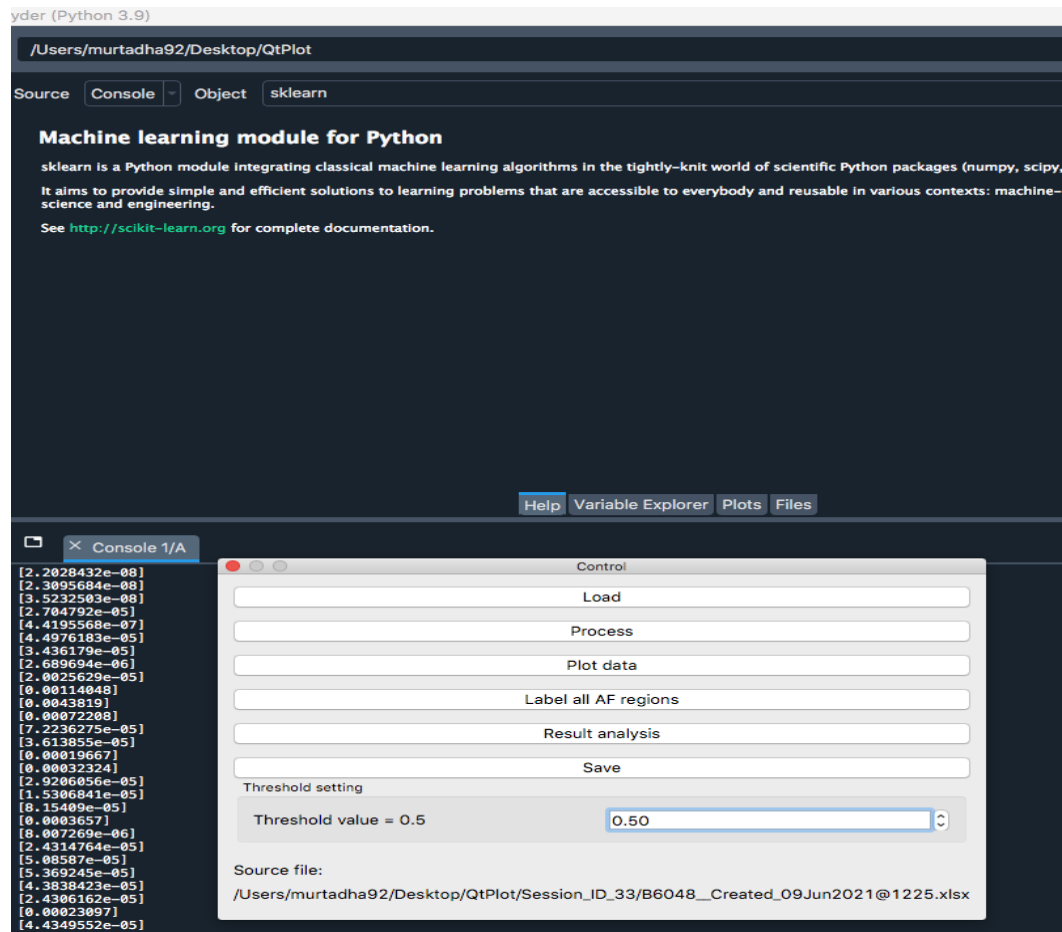 yder (Python 3.9)
/Users/murtadha92/Desktop/QtPlot
Source Console Object sklearn
Machine learning module for Python
sklearn is a Python module integrating classical machine learning algorithms in the tightly-knit world of scientific Python packages (numpy, scipy,
It aims to provide simple and efficient solutions to learning problems that are accessible to everybody and reusable in various contexts: machine-
science and engineering.
See http://scikit-learn.org for complete documentation.
Help Variable Explorer Plots Files
Console 1/A
[2.2028432e-08]
[2.3095684e-08]
[3.5232503e-08]
[2.704792e-05]
[4.4195568e-07]
[4.4976183e-05]
[3.436179e-05]
[2.689694e-06]
[2.0025629e-05]
[0.00114048]
[0.0043819]
[0.00072208]
[7.2236275e-05]
[3.613855e-05]
[0.00019667]
[0.00032324]
[2.9206056e-05]
[1.5306841e-05]
[8.15409e-05]
[0.0003657]
[8.007269e-06]
[2.4314764e-05]
[5.08587e-05]
[5.369245e-05]
[4.3838423e-05]
[2.4306162e-05]
[0.00023097]
[4.4349552e-05]
Control
Load
Process
Plot data
Label all AF regions
Result analysis
Save
Threshold setting
Threshold value = 0.5 0.50
Source file:
/Users/murtadha92/Desktop/QtPlot/Session_ID_33/B6048__Created_09Jun2021@1225.xlsx